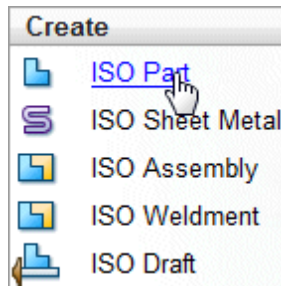 Create
ISO Part
ISO Sheet Metal
ISO Assembly
ISO Weldment
ISO Draft